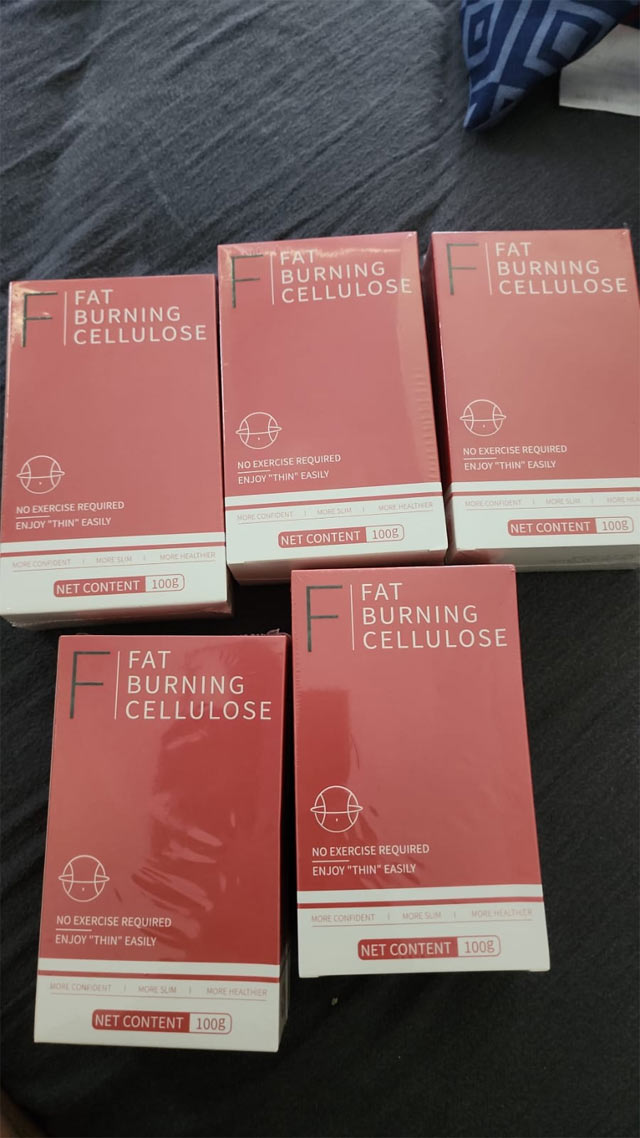 F
FAT
BURNING
CELLULOSE
NO EXERCISE REQUIRED
ENJOY "THIN" EASILY
MORE CONFIDENT | MORE SLIM | MORE HEALTHIER
NET CONTENT 100g
F
FAT
BURNING
CELLULOSE
NO EXERCISE REQUIRED
ENJOY "THIN" EASILY
MORE CONFIDENT | MORE SLIM | MORE HEALTHIER
NET CONTENT 100g
F
FAT
BURNING
CELLULOSE
NO EXERCISE REQUIRED
ENJOY "THIN" EASILY
MORE CONFIDENT | MORE SLIM | MORE HEA
NET CONTENT 100g
F
FAT
BURNING
CELLULOSE
NO EXERCISE REQUIRED
ENJOY "THIN" EASILY
MORE CONFIDENT | MORE SLIM | MORE HEALTHIER
NET CONTENT 100g
F
FAT
BURNING
CELLULOSE
NO EXERCISE REQUIRED
ENJOY "THIN" EASILY
MORE CONFIDENT | MORE SLIM | MORE HEALTHIER
NET CONTENT 100g